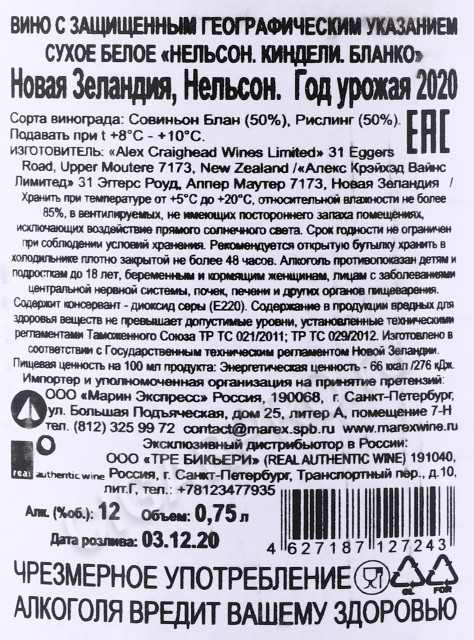 ВИНО С ЗАЩИЩЕННЫМ ГЕОГРАФИЧЕСКИМ УКАЗАНИЕМ
СУХОЕ БЕЛОЕ «НЕЛЬСОН. КИНДЕЛИ. БЛАНКО»
Новая Зеландия, Нельсон. Год урожая 2020
Сорта винограда: Совиньон Блан (50%), Рислинг (50%).
Подавать при t +8°C - +10°C.
EAC
ИЗГОТОВИТЕЛЬ: «Alex Craighead Wines Limited» 31 Eggers
Road, Upper Moutere 7173, New Zealand /«Алекс Крэйхэд Вайнс
Лимитед» 31 Эггерс Роуд, Аппер Маутер 7173, Новая Зеландия /
Хранить при температуре от +5°C до +20°C, относительной влажности не более
85%, в вентилируемых, не имеющих постороннего запаха помещениях,
исключающих воздействие прямого солнечного света. Срок годности не ограничен
при соблюдении условий хранения. Рекомендуется открытую бутылку хранить в
холодильнике плотно закрытой не более 48 часов. Алкоголь противопоказан детям и
подросткам до 18 лет, беременным и кормящим женщинам, лицам с заболеваниями
центральной нервной системы, почек, печени и других органов пищеварения.
Содержит консервант - диоксид серы (E220). Содержание в продукции вредных для
здоровья веществ не превышает допустимые уровни, установленные техническими
регламентами Таможенного Союза ТР ТС 021/2011; ТР ТС 029/2012. Изготовлено в
соответствии с Государственным техническим регламентом Новой Зеландии.
Пищевая ценность на 100 мл продукта: Энергетическая ценность - 66 ккал /276 кДж.
Импортер и уполномоченная организация на принятие претензий:
ООО «Марин Экспресс» Россия, 190068, г. Санкт-Петербург,
ул. Большая Подъяческая, дом 25, литер А, помещение 7-Н
тел. (812) 325 99 72 contact@marex.spb.ru www.marexwine.ru
Эксклюзивный дистрибьютор в России:
ООО «ТРЕ БИКЬЕРИ» (REAL AUTHENTIC WINE) 191040,
real authentic wine
Россия, г. Санкт-Петербург, Транспортный пер., д.10,
лит.Г, тел.: +78123477935
Алк. (%об.): 12 Объем: 0,75 л
Дата розлива: 03.12.20
4 627187 127243
ЧРЕЗМЕРНОЕ УПОТРЕБЛЕНИЕ
GL
FOR
АЛКОГОЛЯ ВРЕДИТ ВАШЕМУ ЗДОРОВЬЮ